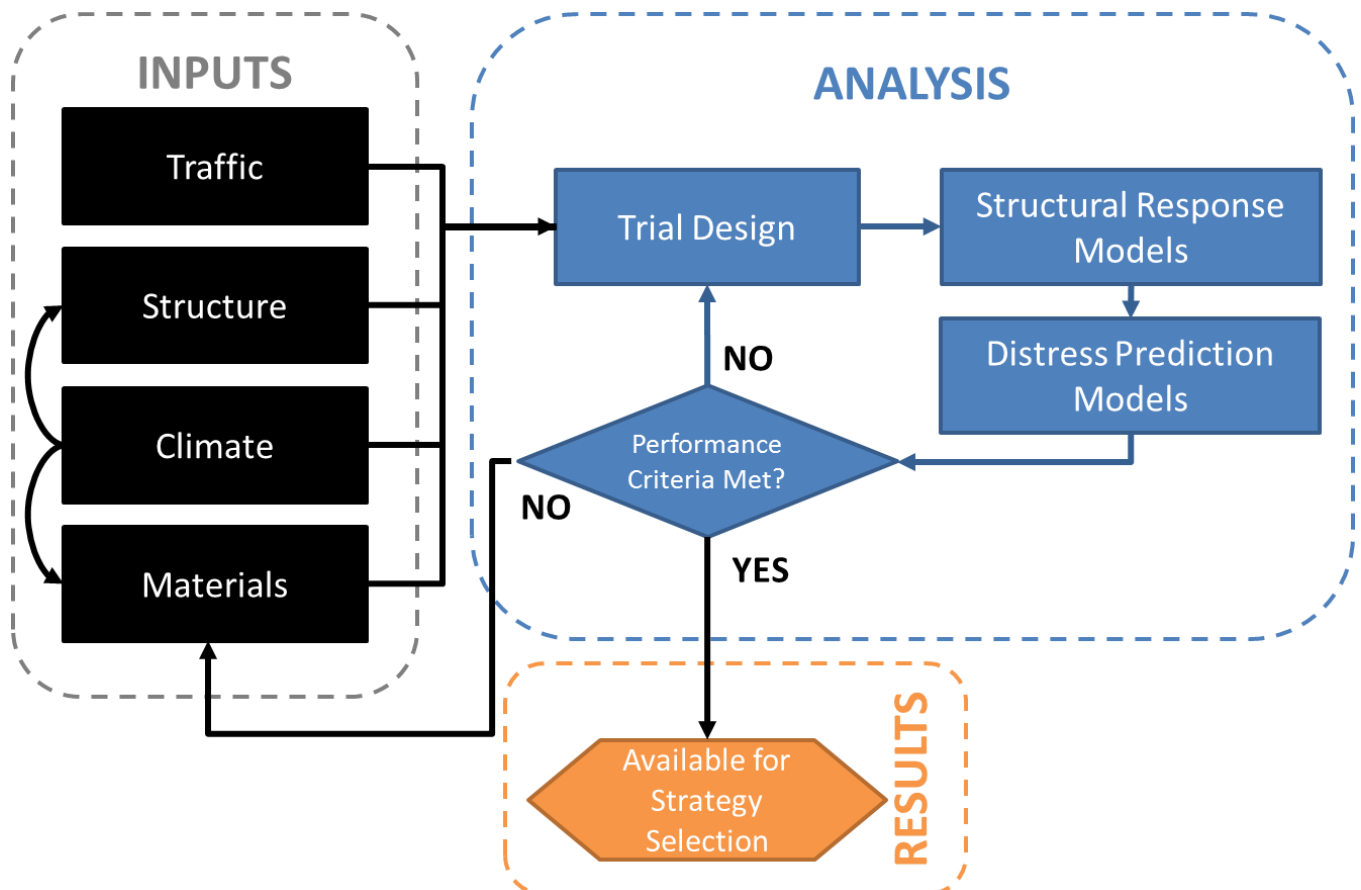 INPUTS
Traffic
Structure
Climate
Materials
ANALYSIS
Trial Design
Structural Response
Models
Distress Prediction
Models
NO
Performance
Criteria Met?
NO
YES
Available for
Strategy
Selection
RESULTS